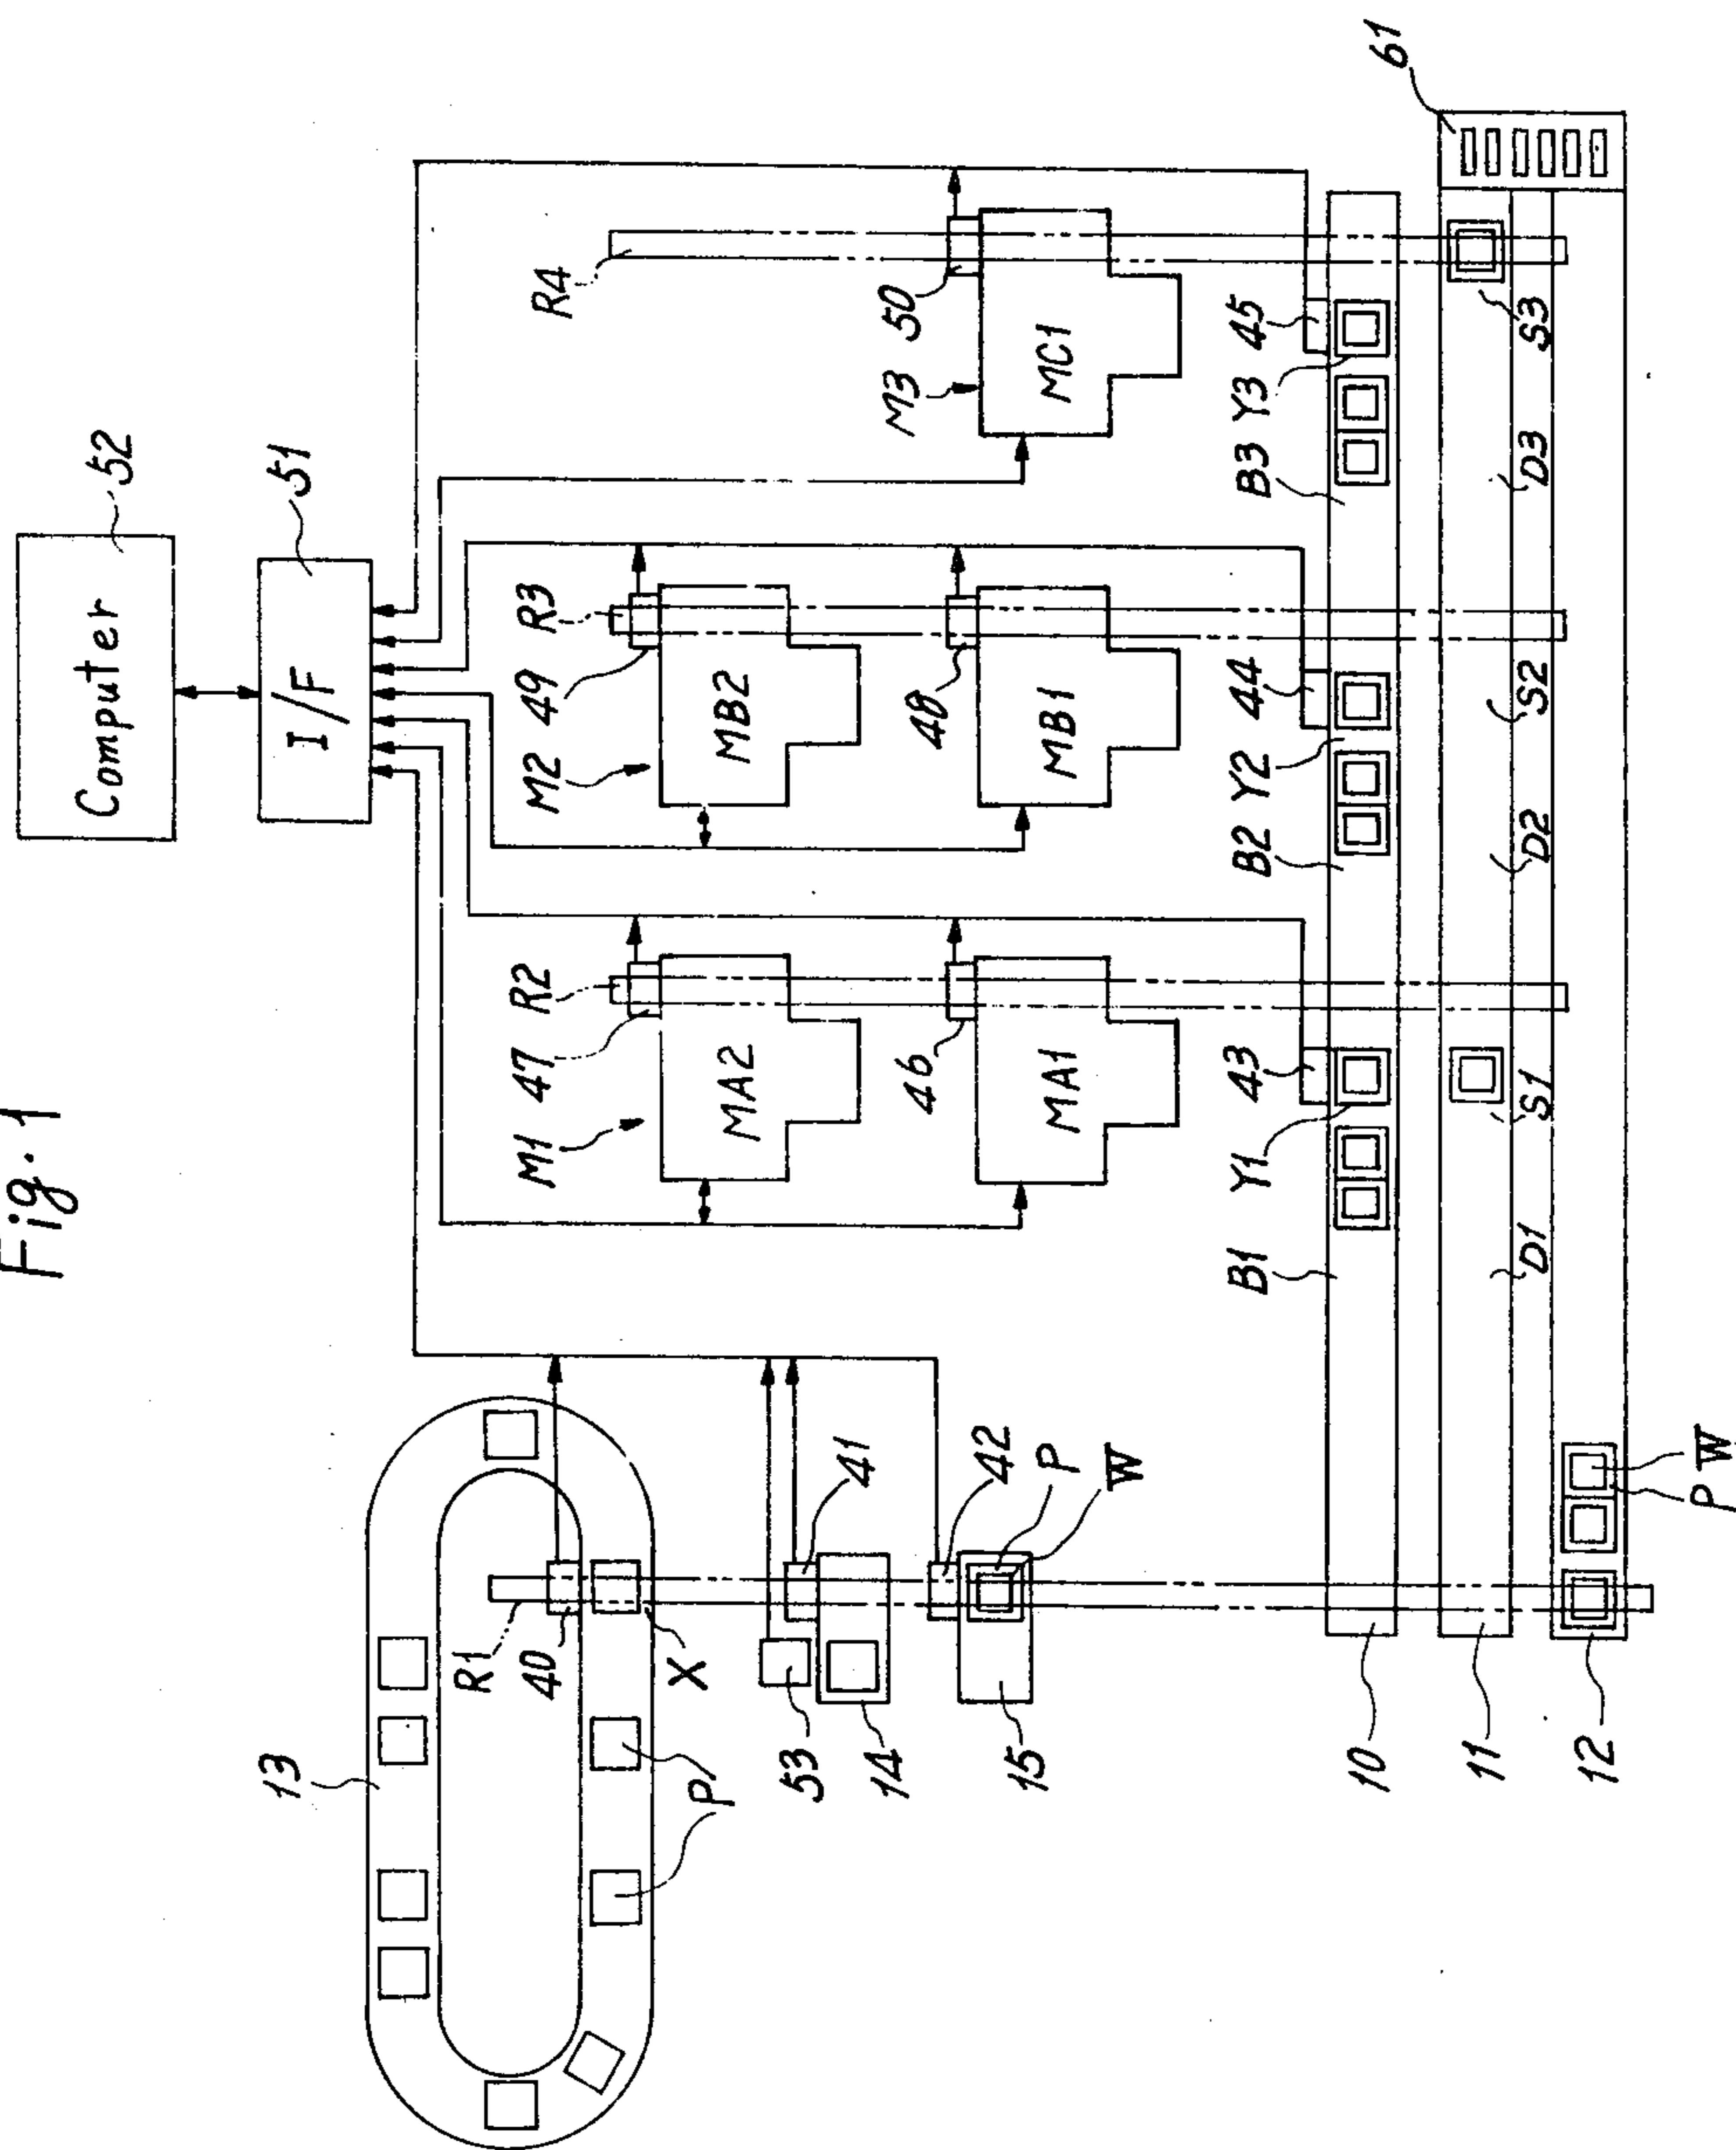 Fig. 1
Computer
52
I/F
51
R4
M3
50
MC1
M2
49
R3
MB2
48
MB1
M1
47
R2
MA2
46
MA1
13
R1
40
X
P
53
41
14
42
P
W
15
B1
Y1
43
B2
Y2
44
B3
Y3
45
10
11
12
D1
S1
D2
S2
D3
S3
61
P
W